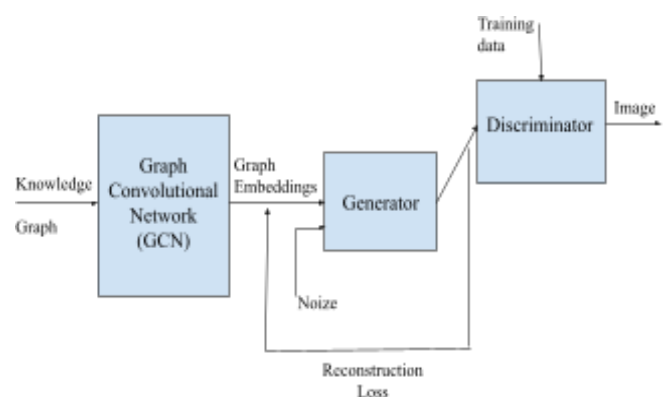 Training
data
Image
Discriminator
Knowledge
Graph
Graph
Convolutional
Network
(GCN)
Graph
Embeddings
Generator
Noize
Reconstruction
Loss